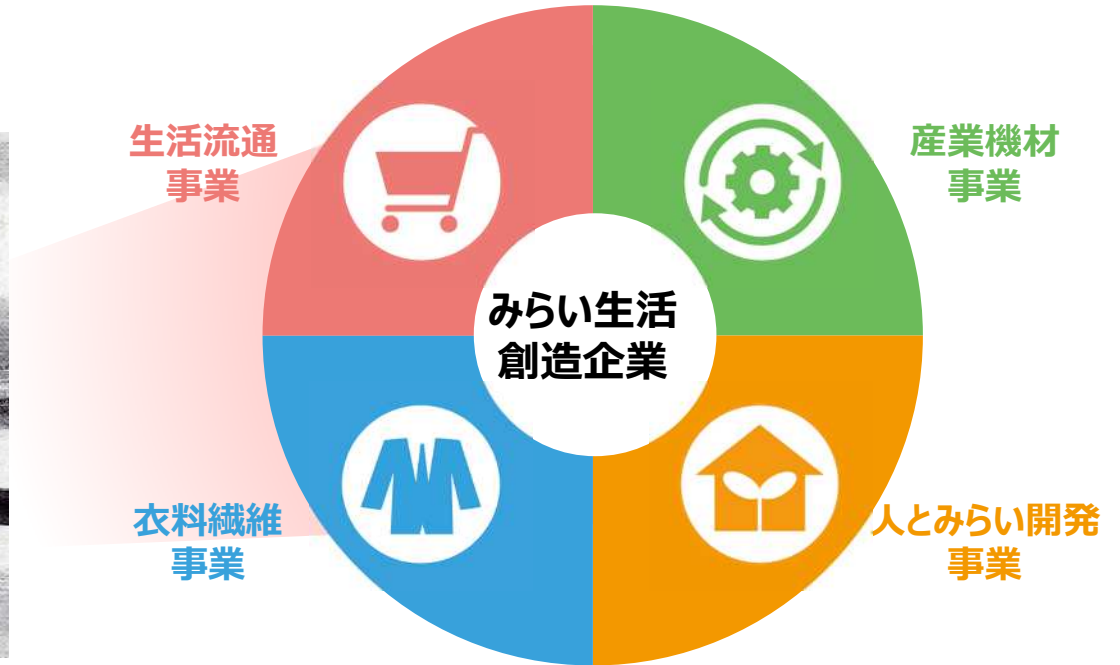 生活流通
事業
産業機材
事業
みらい生活
創造企業
衣料繊維
事業
人とみらい開発
事業